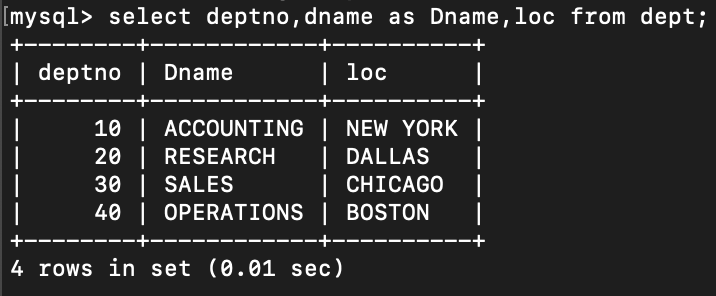 [mysql> select deptno,dname as Dname,loc from dept;
+--------+------------+----------+
| deptno | Dname      | loc      |
+--------+------------+----------+
|     10 | ACCOUNTING | NEW YORK |
|     20 | RESEARCH   | DALLAS   |
|     30 | SALES      | CHICAGO  |
|     40 | OPERATIONS | BOSTON   |
+--------+------------+----------+
4 rows in set (0.01 sec)